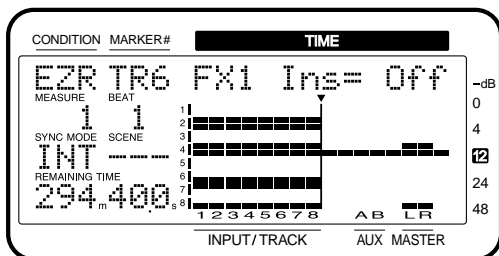 CONDITION MARKER# TIME
EZR TR6 FX1 Ins= Off
MEASURE BEAT
1 1
SYNC MODE SCENE
INT ---
REMAINING TIME
294m40.0s
1
2
3
4
5
6
7
8
1 2 3 4 5 6 7 8 A B L R
INPUT/TRACK AUX MASTER
-dB
0
4
12
24
48